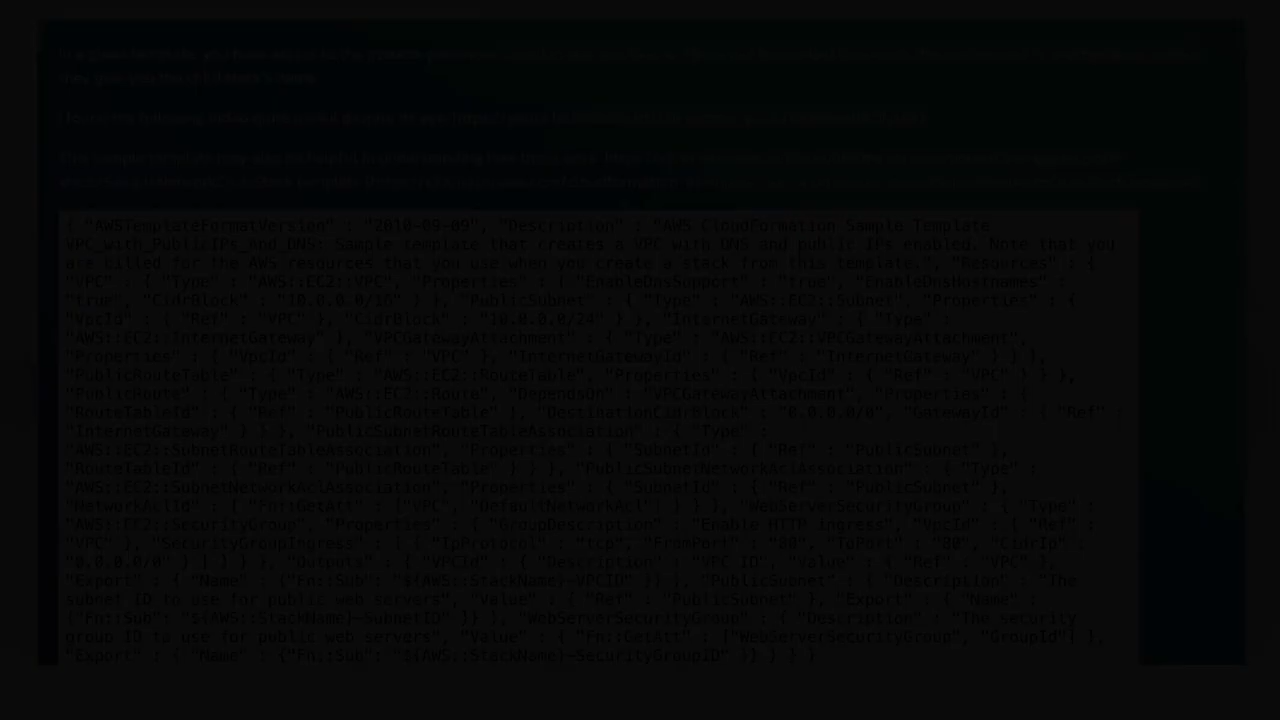 { "AWSTemplateFormatVersion" : "2010-09-09", "Description" : "AWS CloudFormation Sample Template
VPC_with_PublicIPs_And_DNS: Sample template that creates a VPC with DNS and public IPs enabled. Note that you
are billed for the AWS resources that you use when you create a stack from this template.", "Resources" : {
"VPC" : { "Type" : "AWS::EC2::VPC", "Properties" : { "EnableDnsSupport" : "true", "EnableDnsHostnames" :
"true", "CidrBlock" : "10.0.0.0/16" } }, "PublicSubnet" : { "Type" : "AWS::EC2::Subnet", "Properties" : {
"VpcId" : { "Ref" : "VPC" }, "CidrBlock" : "10.0.0.0/24" } }, "InternetGateway" : { "Type" :
"AWS::EC2::InternetGateway" }, "VPCGatewayAttachment" : { "Type" : "AWS::EC2::VPCGatewayAttachment",
"Properties" : { "VpcId" : { "Ref" : "VPC" }, "InternetGatewayId" : { "Ref" : "InternetGateway" } } },
"PublicRouteTable" : { "Type" : "AWS::EC2::RouteTable", "Properties" : { "VpcId" : { "Ref" : "VPC" } } },
"PublicRoute" : { "Type" : "AWS::EC2::Route", "DependsOn" : "VPCGatewayAttachment", "Properties" : {
"RouteTableId" : { "Ref" : "PublicRouteTable" }, "DestinationCidrBlock" : "0.0.0.0/0", "GatewayId" : { "Ref" :
"InternetGateway" } } }, "PublicSubnetRouteTableAssociation" : { "Type" :
"AWS::EC2::SubnetRouteTableAssociation", "Properties" : { "SubnetId" : { "Ref" : "PublicSubnet" },
"RouteTableId" : { "Ref" : "PublicRouteTable" } } }, "PublicSubnetNetworkAclAssociation" : { "Type" :
"AWS::EC2::SubnetNetworkAclAssociation", "Properties" : { "SubnetId" : { "Ref" : "PublicSubnet" },
"NetworkAclId" : { "Fn::GetAtt" : ["VPC", "DefaultNetworkAcl"] } } }, "WebServerSecurityGroup" : { "Type" :
"AWS::EC2::SecurityGroup", "Properties" : { "GroupDescription" : "Enable HTTP ingress", "VpcId" : { "Ref" :
"VPC" }, "SecurityGroupIngress" : [ { "IpProtocol" : "tcp", "FromPort" : "80", "ToPort" : "80", "CidrIp" :
"0.0.0.0/0" } ] } } }, "Outputs" : { "VPCId" : { "Description" : "VPC ID", "Value" : { "Ref" : "VPC" },
"Export" : { "Name" : {"Fn::Sub": "${AWS::StackName}-VPCID" }} }, "PublicSubnet" : { "Description" : "The
subnet ID to use for public web servers", "Value" : { "Ref" : "PublicSubnet" }, "Export" : { "Name" :
{"Fn::Sub": "${AWS::StackName}-SubnetID" }} }, "WebServerSecurityGroup" : { "Description" : "The security
group ID to use for public web servers", "Value" : { "Fn::GetAtt" : ["WebServerSecurityGroup", "GroupId"] },
"Export" : { "Name" : {"Fn::Sub": "${AWS::StackName}-SecurityGroupID" }} } } }